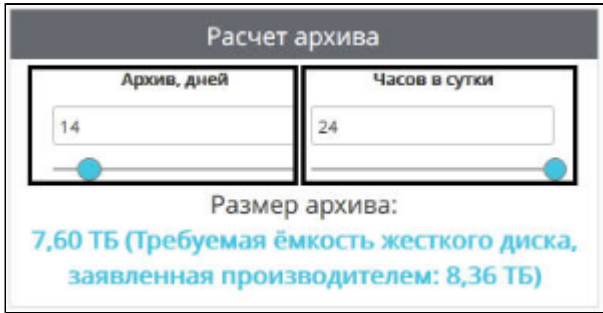 Расчет архива
Архив, дней
Часов в сутки
14
24
Размер архива:
7,60 ТБ (Требуемая ёмкость жесткого диска,
заявленная производителем: 8,36 ТБ)